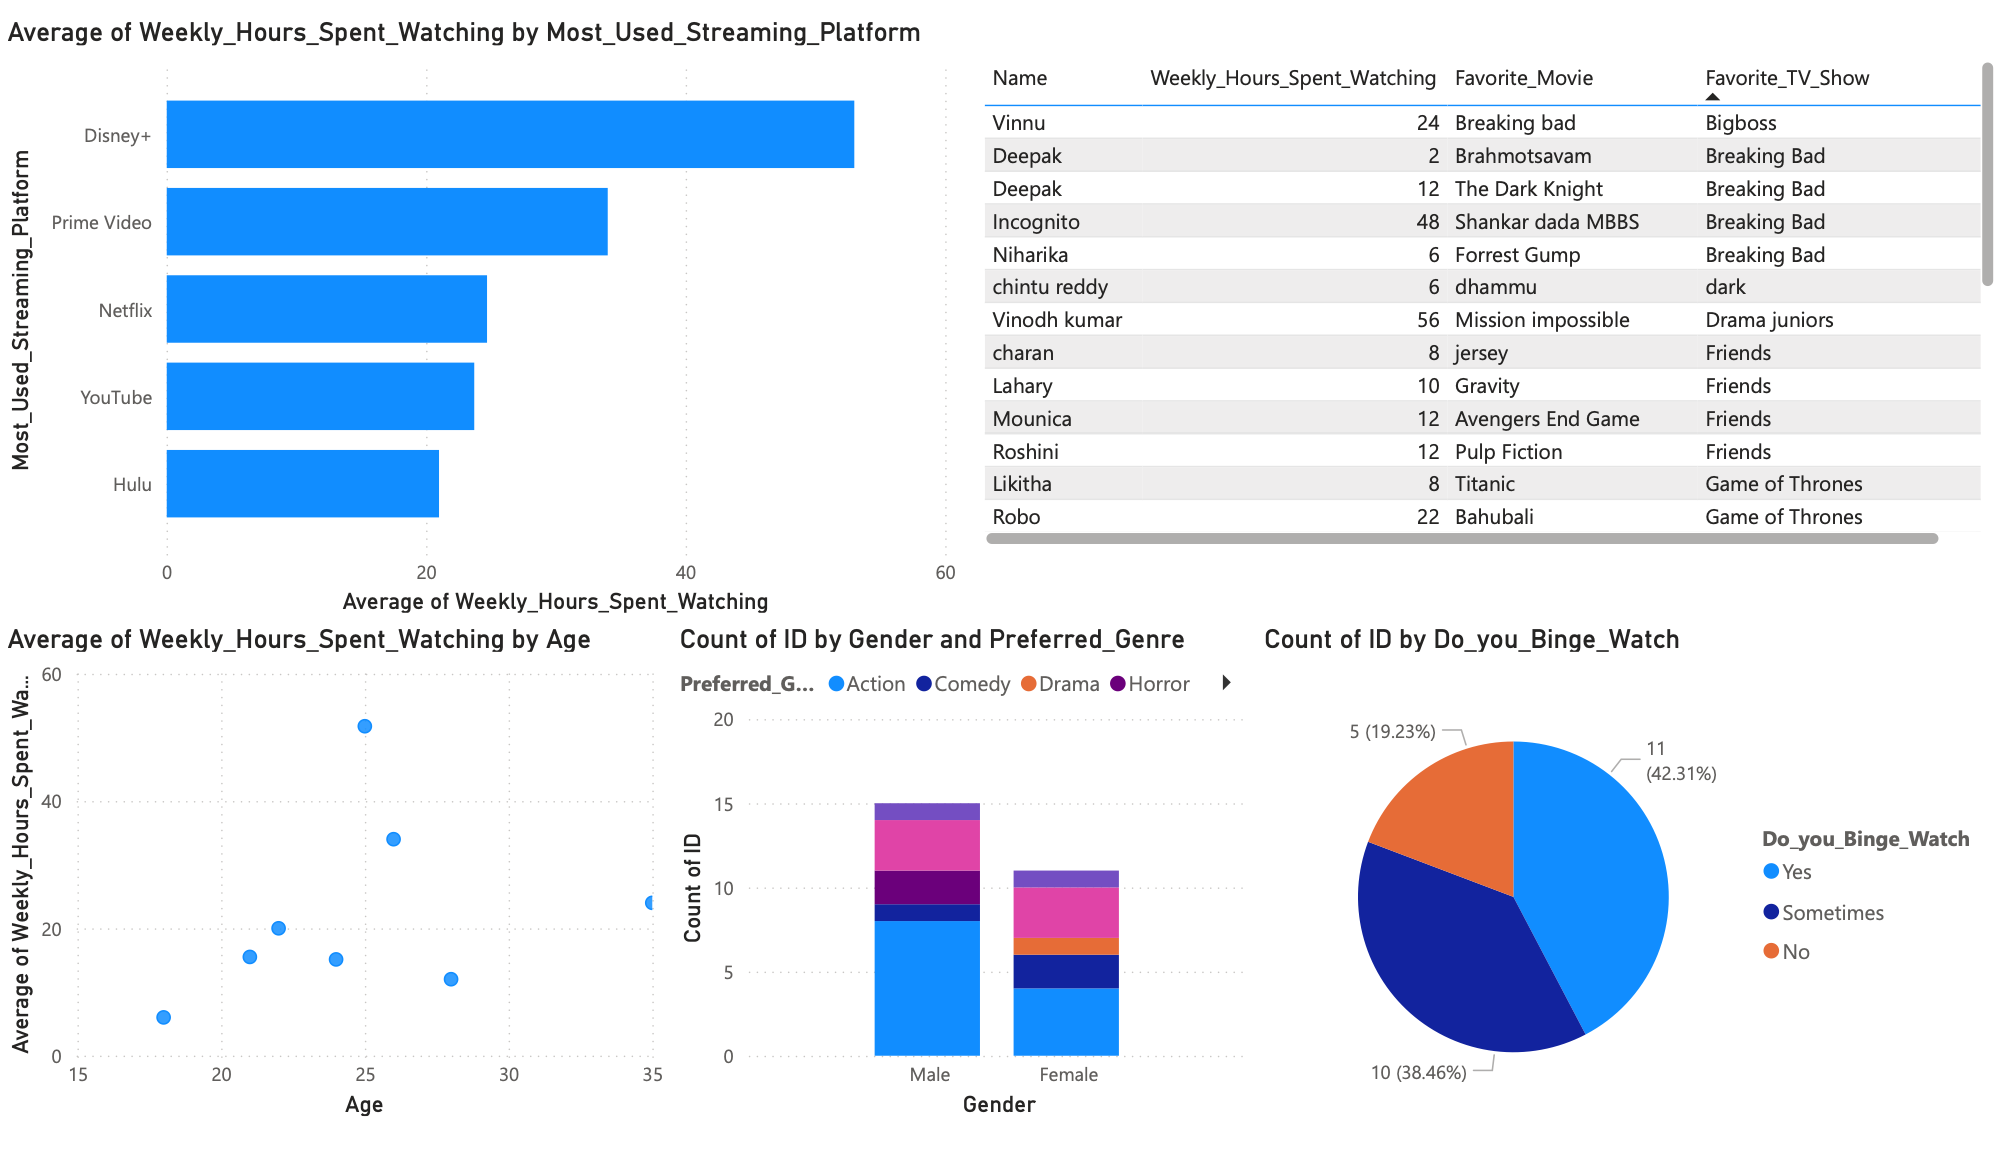 Average of Weekly_Hours_Spent_Watching by Most_Used_Streaming_Platform
Most_Used_Streaming_Platform
Disney+
Prime Video
Netflix
YouTube
Hulu
0 20 40 60
Average of Weekly_Hours_Spent_Watching
Name Weekly_Hours_Spent_Watching Favorite_Movie Favorite_TV_Show
Vinnu 24 Breaking bad Bigboss
Deepak 2 Brahmotsavam Breaking Bad
Deepak 12 The Dark Knight Breaking Bad
Incognito 48 Shankar dada MBBS Breaking Bad
Niharika 6 Forrest Gump Breaking Bad
chintu reddy 6 dhammu dark
Vinodh kumar 56 Mission impossible Drama juniors
charan 8 jersey Friends
Lahary 10 Gravity Friends
Mounica 12 Avengers End Game Friends
Roshini 12 Pulp Fiction Friends
Likitha 8 Titanic Game of Thrones
Robo 22 Bahubali Game of Thrones
Average of Weekly_Hours_Spent_Watching by Age
Average of Weekly_Hours_Spent_Wa...
60
40
20
0
15 20 25 30 35
Age
Count of ID by Gender and Preferred_Genre
Preferred_G... Action Comedy Drama Horror
Count of ID
20
15
10
5
0
Male Female
Gender
Count of ID by Do_you_Binge_Watch
5 (19.23%)
11
(42.31%)
10 (38.46%)
Do_you_Binge_Watch
Yes
Sometimes
No